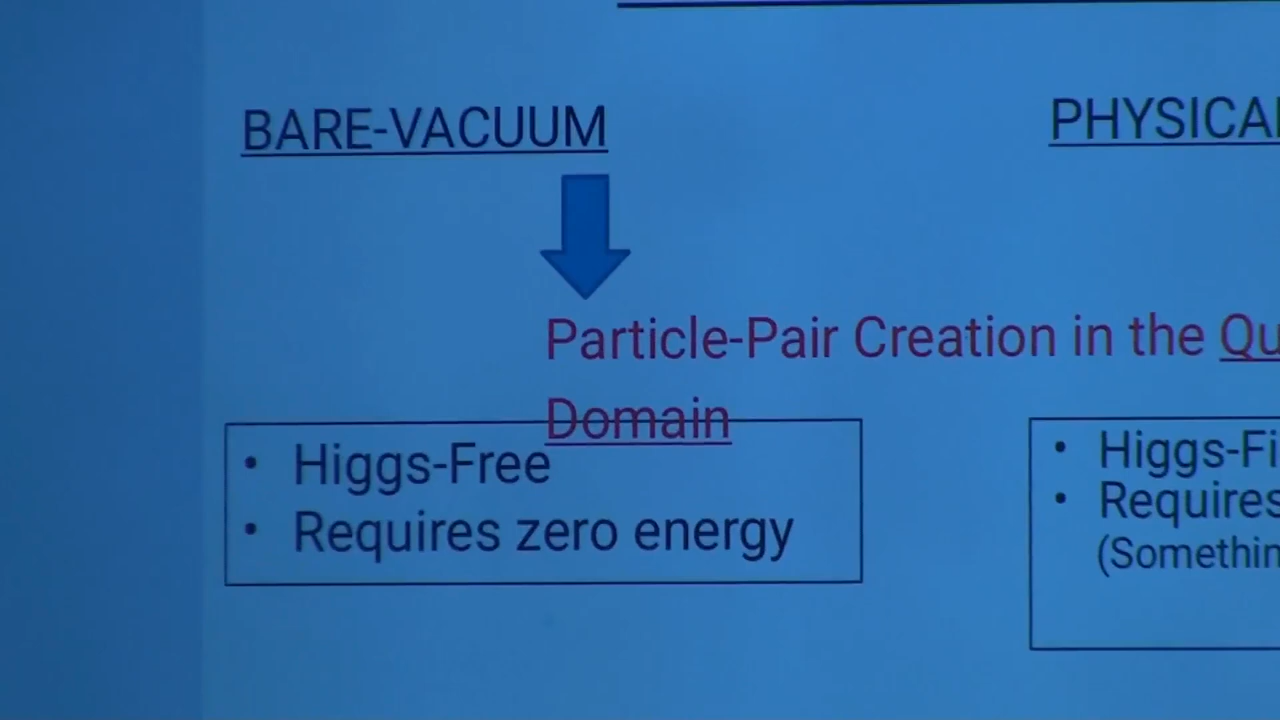 BARE-VACUUM
PHYSICA
Particle-Pair Creation in the Qu
Domain
• Higgs-Free
• Requires zero energy
• Higgs-Fi
• Requires
(Somethin